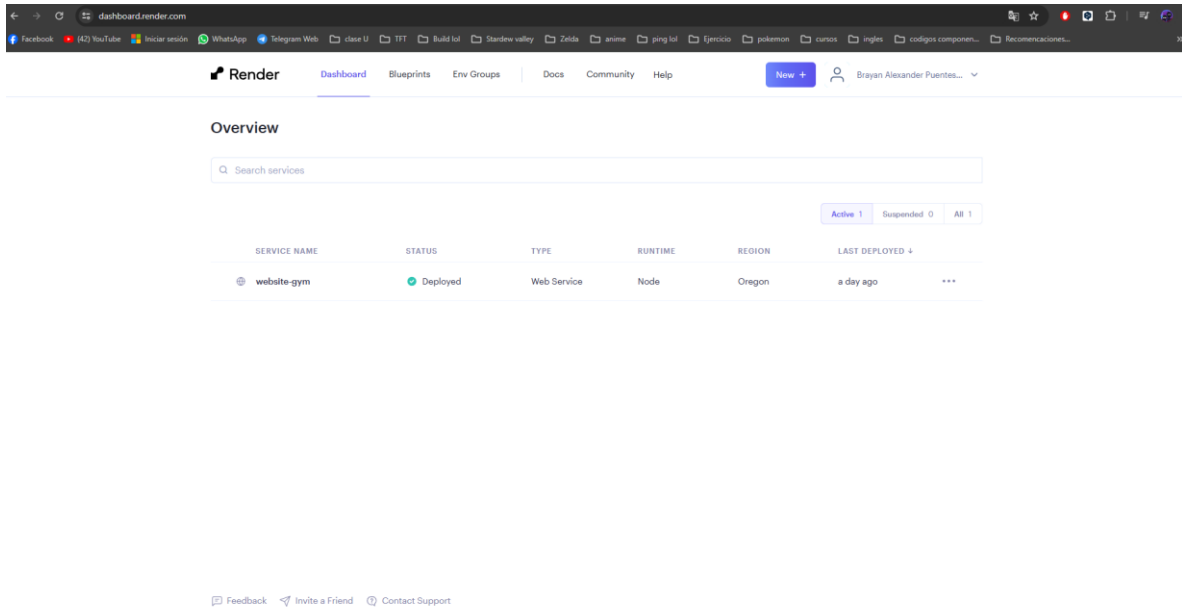 dashboard.render.com
Facebook (42) YouTube Iniciar sesión WhatsApp Telegram Web clase U TFT Build lol Stardew valley Zelda anime ping lol Ejercicio pokemon cursos ingles codigos componen... Recomencaciones...
Render Dashboard Blueprints Env Groups Docs Community Help New + Brayan Alexander Puentes...
Overview
Search services
Active 1 Suspended 0 All 1
SERVICE NAME STATUS TYPE RUNTIME REGION LAST DEPLOYED ↓
website-gym Deployed Web Service Node Oregon a day ago
Feedback Invite a Friend Contact Support